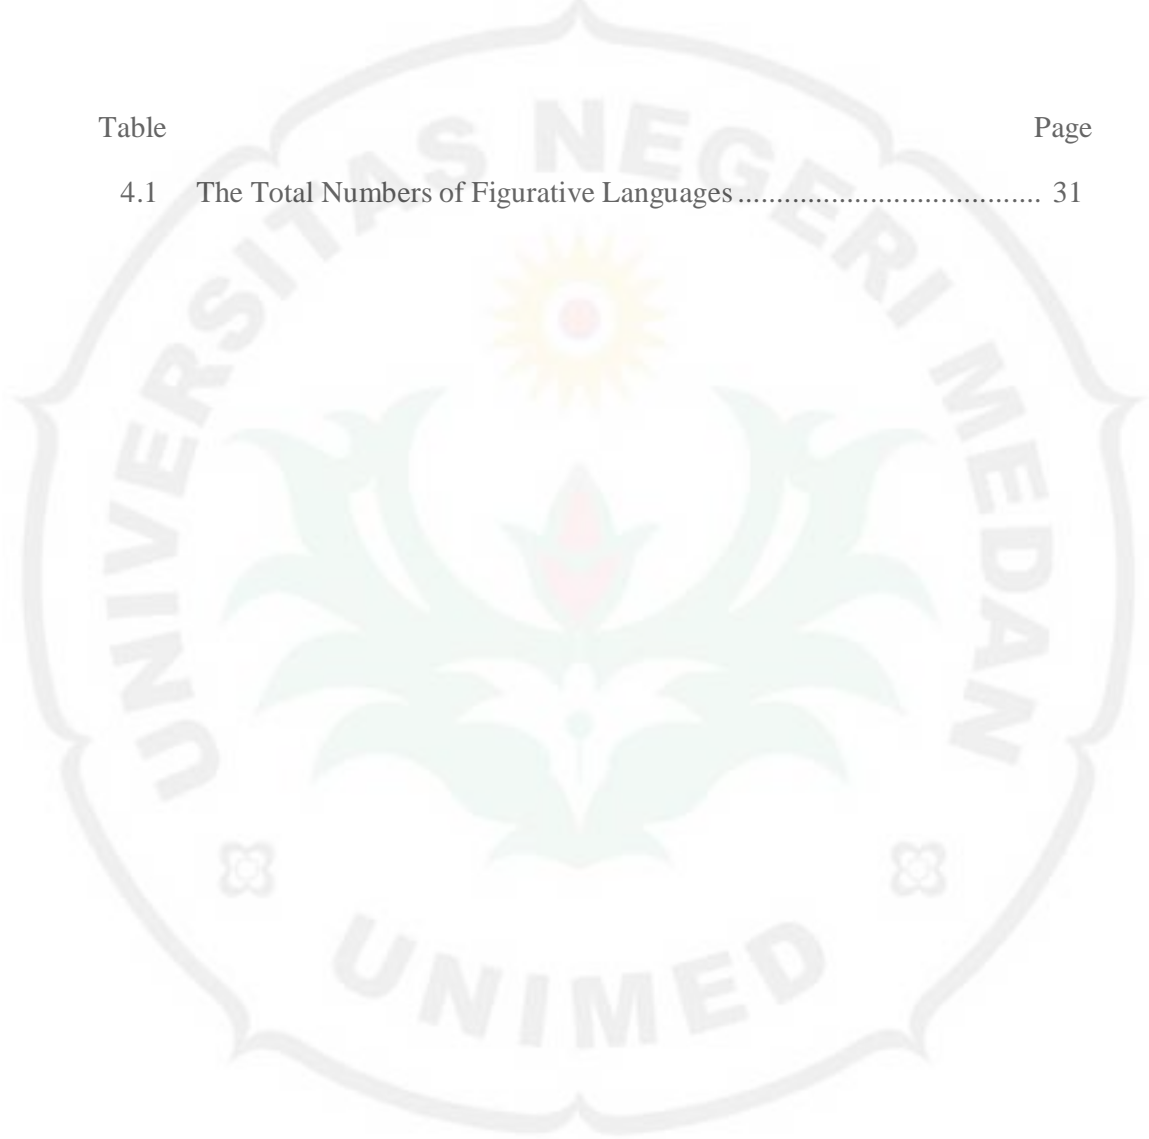 Table Page
4.1 The Total Numbers of Figurative Languages ....................................... 31
UNIVERSITAS NEGERI MEDAN
UNIMED